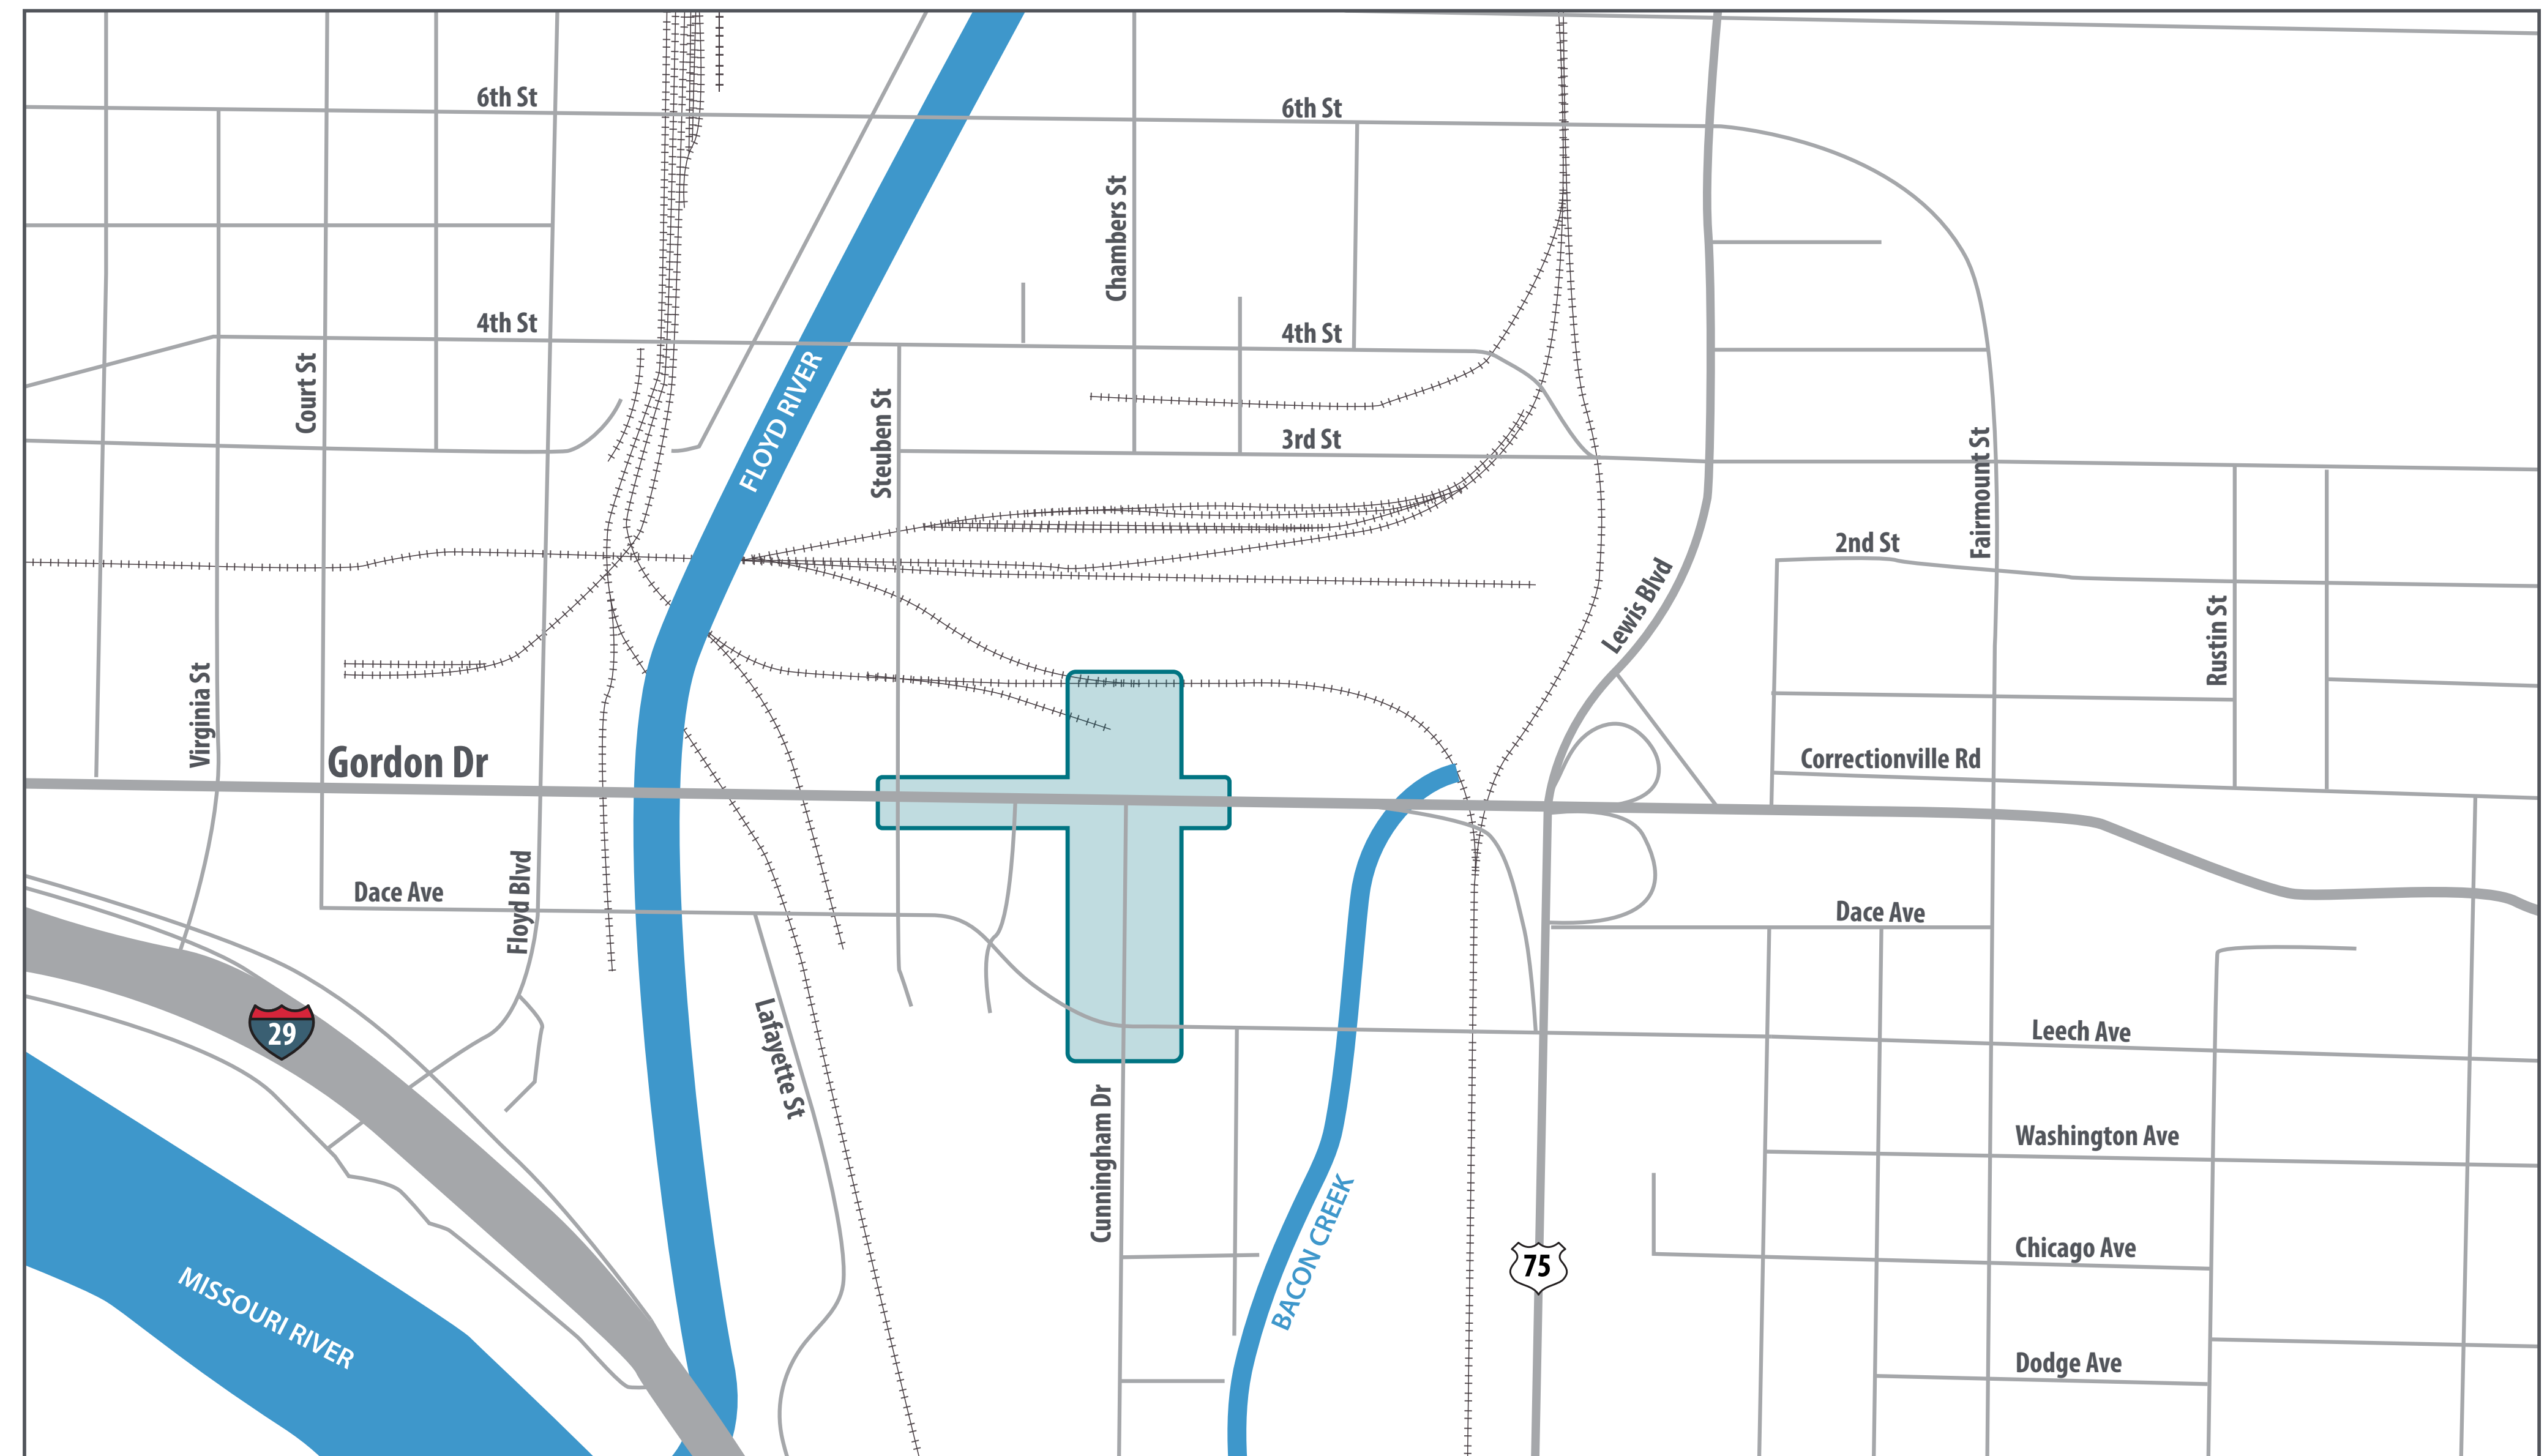 6th St
6th St
Chambers St
4th St
4th St
Court St
FLOYD RIVER
Steuben St
3rd St
Fairmount St
2nd St
Lewis Blvd
Rustin St
Virginia St
Gordon Dr
Correctionville Rd
Dace Ave
Floyd Blvd
Dace Ave
29
Lafayette St
Leech Ave
Cunningham Dr
Washington Ave
BACON CREEK
75
Chicago Ave
MISSOURI RIVER
Dodge Ave